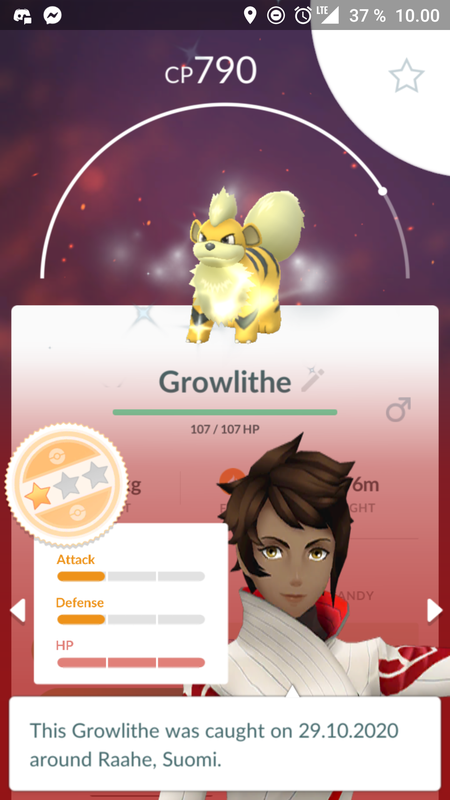 LTE 37 % 10.00
CP790
Growlithe
107 / 107 HP
g
6m
GHT
Attack
Defense
HP
ANDY
This Growlithe was caught on 29.10.2020
around Raahe, Suomi.